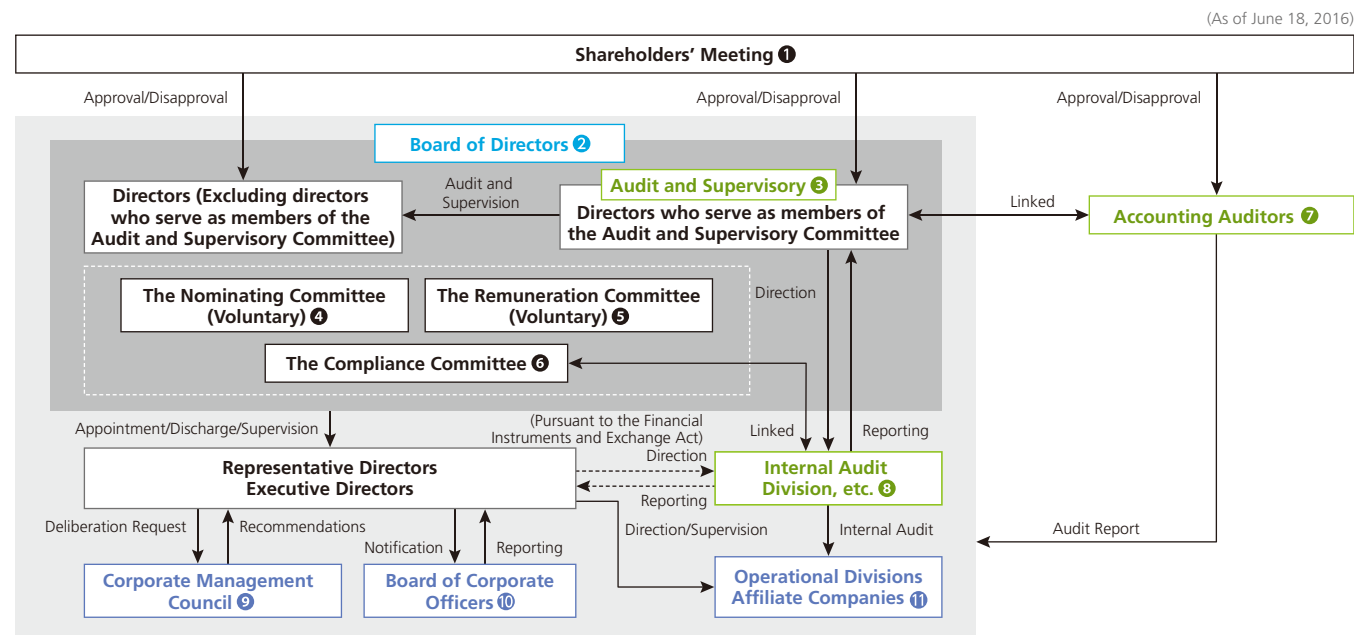 (As of June 18, 2016)
Shareholders' Meeting ❶
Approval/Disapproval
Approval/Disapproval
Approval/Disapproval
Board of Directors ❷
Directors (Excluding directors
who serve as members of the
Audit and Supervisory Committee)
Audit and
Supervision
Audit and Supervisory ❸
Directors who serve as members of
the Audit and Supervisory Committee
Linked
Accounting Auditors ❼
The Nominating Committee
(Voluntary) ❹
The Remuneration Committee
(Voluntary) ❺
Direction
The Compliance Committee ❻
Appointment/Discharge/Supervision
(Pursuant to the Financial
Instruments and Exchange Act)
Direction
Linked
Reporting
Representative Directors
Executive Directors
Internal Audit
Division, etc. ❽
Reporting
Deliberation Request
Recommendations
Notification
Reporting
Direction/Supervision
Internal Audit
Audit Report
Corporate Management
Council ❾
Board of Corporate
Officers ❿
Operational Divisions
Affiliate Companies ⓫